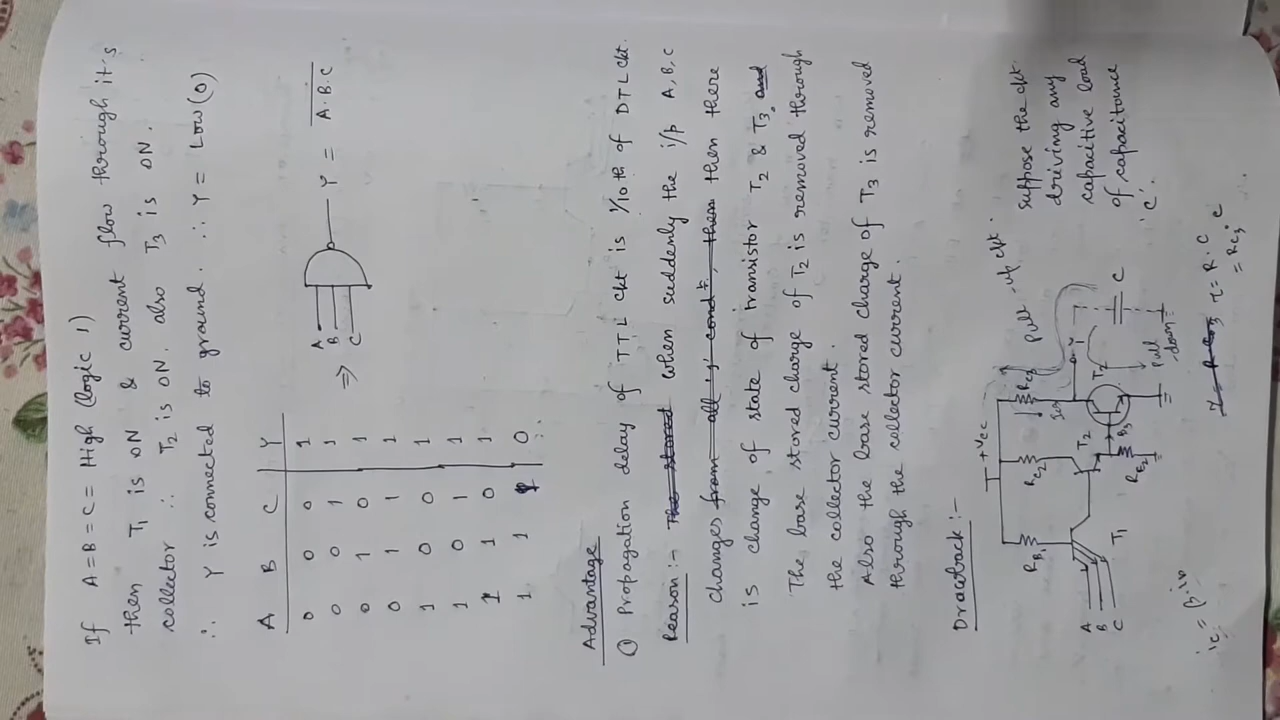 If A=B=C= High (logic 1)
then T1 is ON & current flow through it's
collector ∴ T2 is ON. also T3 is ON.
∴ Y is connected to ground. ∴ Y = Low (0)
A B C Y
0 0 0 1
0 0 1 1
0 1 0 1
0 1 1 1
1 0 0 1
1 0 1 1
1 1 0 1
1 1 1 0
⇒ A B C Y = \overline{A.B.C}
Advantage
① Propagation delay of TTL ckt is 1/10th of DTL ckt.
Reason :- The stored when suddenly the i/p A, B, C
changes then there
is change of state of transistor T2 & T3. and
The base stored charge of T2 is removed through
the collector current.
Also the base stored charge of T3 is removed
through the collector current.
Drawback :-
+Vcc
RB1 RC2 RC3 Pull-up ckt.
A
B
C
T1
T2
RE2
Y
C
Pull
down
suppose the ckt
driving any
capacitive load
of capacitance
'C'.
τ = R.C
= RC3.C
ic = β.ib